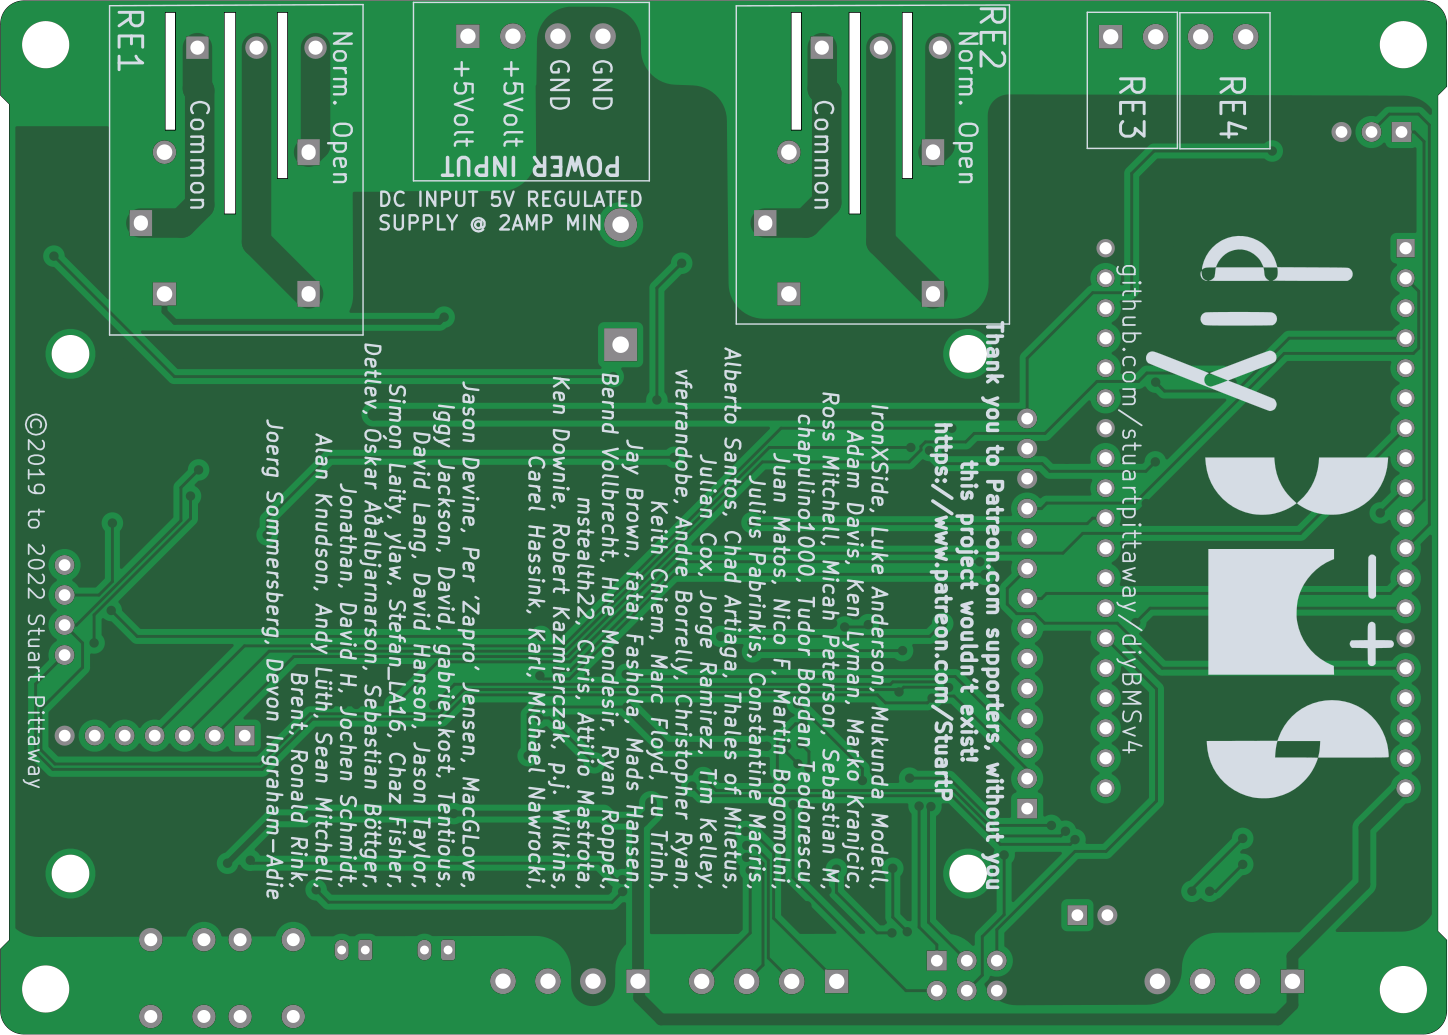 RE1
Norm. Open
Common
+5Volt
+5Volt
GND
GND
POWER INPUT
DC INPUT 5V REGULATED
SUPPLY @ 2AMP MIN
RE2
Norm. Open
Common
RE3
RE4
DIY
BMS
- +
github.com/stuartpittaway/diyBMSv4
Thank you to Patreon.com supporters, without you
this project wouldn't exist!
https://www.patreon.com/StuartP
IronXSide, Luke Anderson, Mukunda Modell,
Adam Davis, Ken Lyman, Marko Kranjcic,
Ross Mitchell, Micah Peterson, Sebastian M,
chapulino1000, Tudor Bogdan Teodorescu
Juan Matos, Nico F, Martin Bogomolni,
Julius Pabrinkis, Constantine Macris,
Alberto Santos, Chad Artiaga, Thales of Miletus,
Julian Cox, Jorge Ramirez, Tim Kelley,
vferrandobe, Andre Borrelly, Christopher Ryan,
Keith Chiem, Marc Floyd, Lu Trinh,
Jay Brown, fatai Fashola, Mads Hansen,
Bernd Vollbrecht, Hue Mondesir, Ryan Roppel,
mstealth22, Chris, Attilio Mastrota,
Ken Downie, Robert Kazmierczak, p.j. Wilkins,
Carel Hassink, Karl, Michael Nawrocki,
Jason Devine, Per 'Zapro' Jensen, MacGLove,
Iggy Jackson, David, gabrielkost, Tentious,
David Lang, David Hanson, Jason Taylor,
Simon Laity, ylaw, Stefan_LA16, Chaz Fisher,
Detlev, Óskar Aðalbjarnarson, Sebastian Böttger,
Jonathan, David H, Jochen Schmidt,
Alan Knudson, Andy Lüth, Sean Mitchell,
Brent, Ronald Rink,
Joerg Sommersberg, Devon Ingraham-Adie
©2019 to 2022 Stuart Pittaway